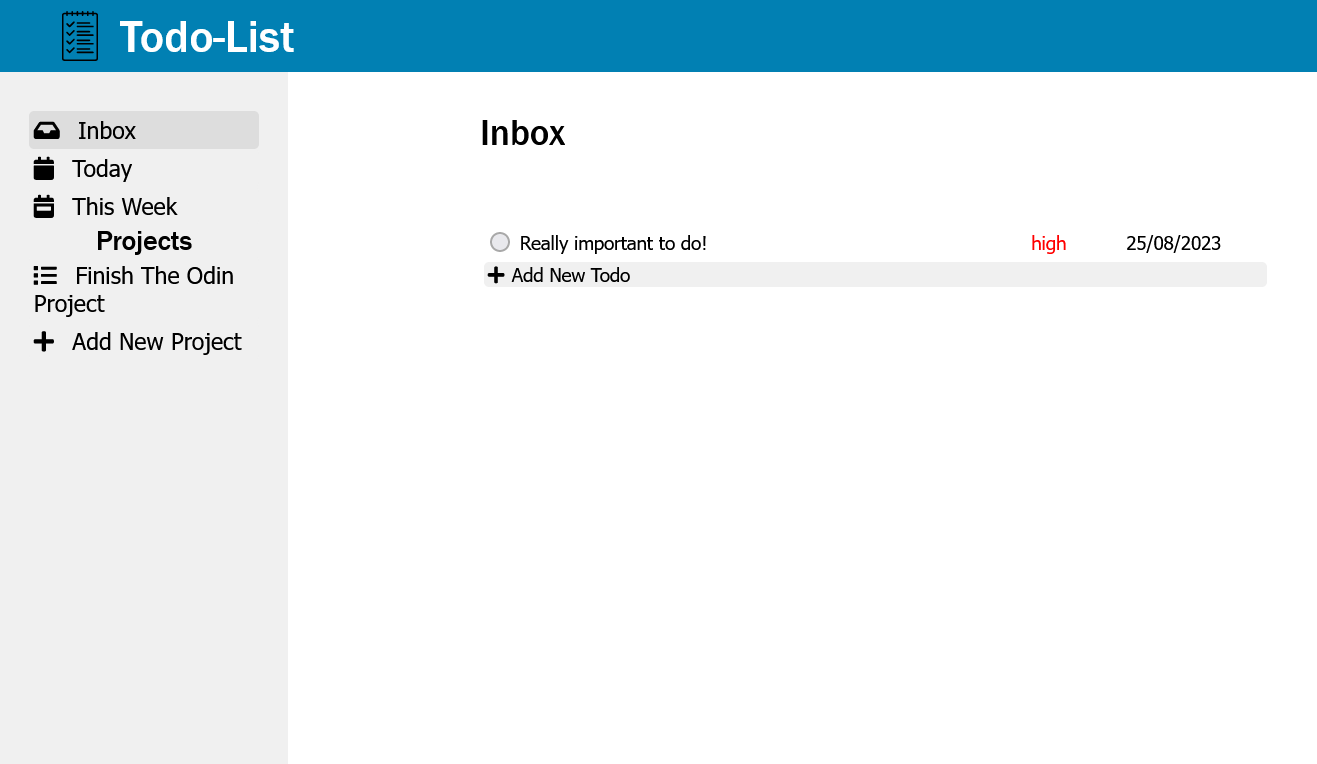 Todo-List
Inbox
Today
This Week
Projects
Finish The Odin
Project
Add New Project
Inbox
Really important to do! high 25/08/2023
Add New Todo